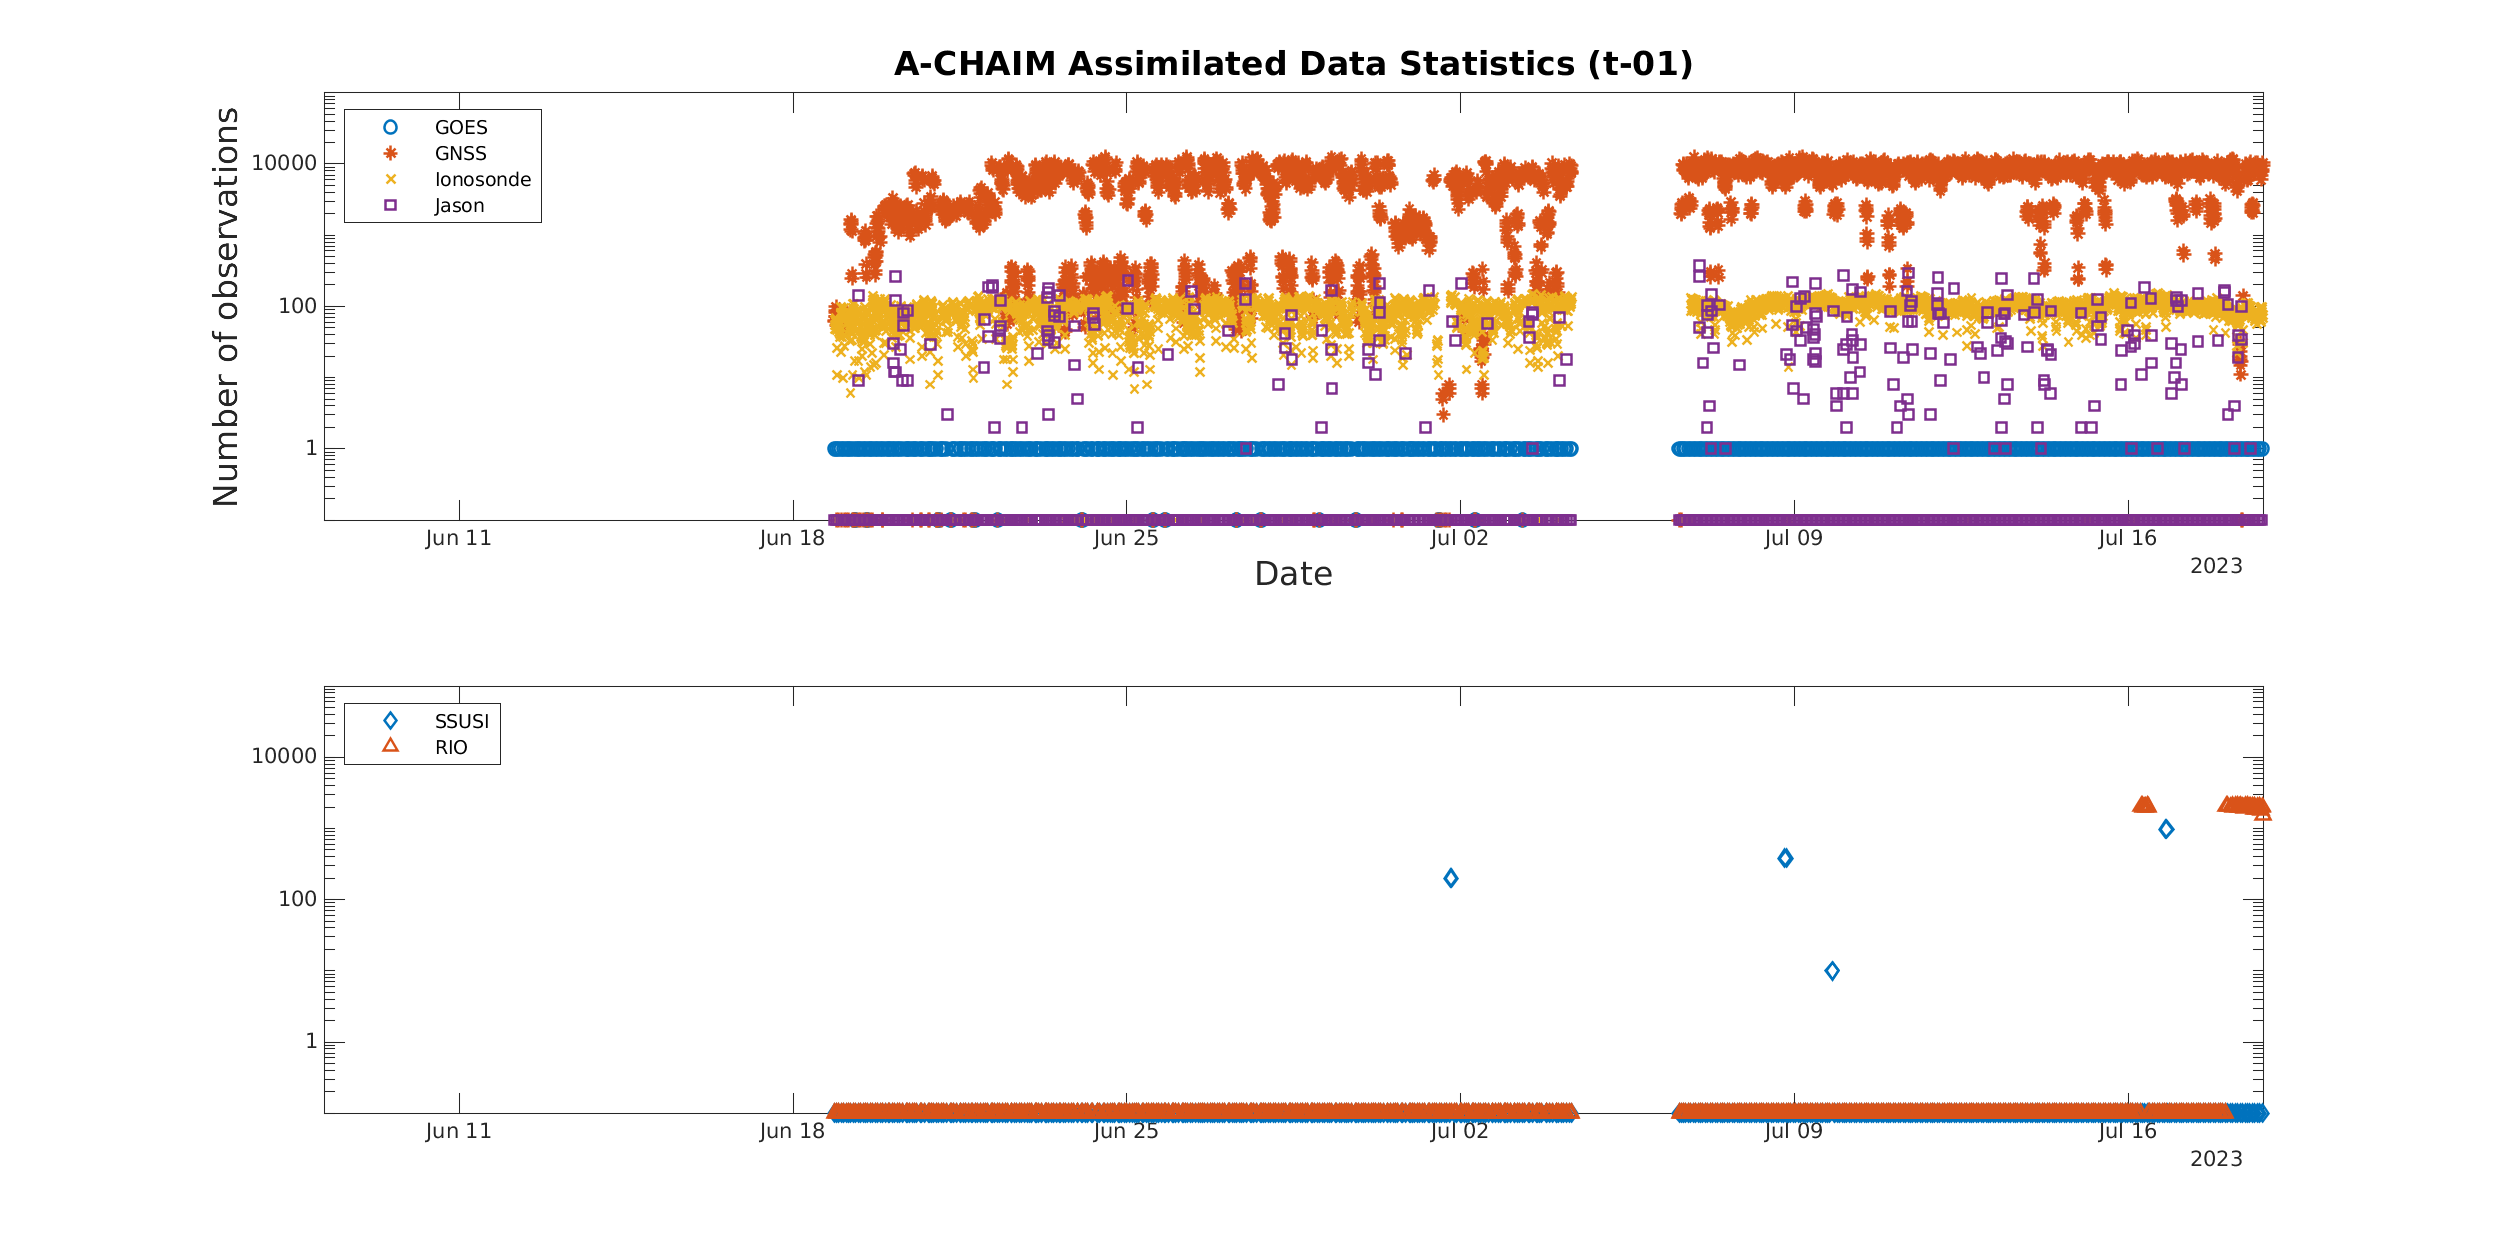 A-CHAIM Assimilated Data Statistics (t-01)
Number of observations
GOES
GNSS
Ionosonde
Jason
10000
100
1
Jun 11 Jun 18 Jun 25 Jul 02 Jul 09 Jul 16
2023
Date
SSUSI
RIO
10000
100
1
Jun 11 Jun 18 Jun 25 Jul 02 Jul 09 Jul 16
2023